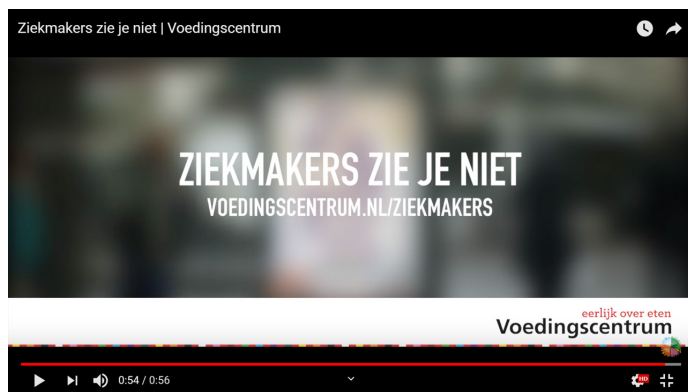 Ziekmakers zie je niet | Voedingscentrum
ZIEKMAKERS ZIE JE NIET
VOEDINGSCENTRUM.NL/ZIEKMAKERS
eerlijk over eten
Voedingscentrum
0:54 / 0:56
HD